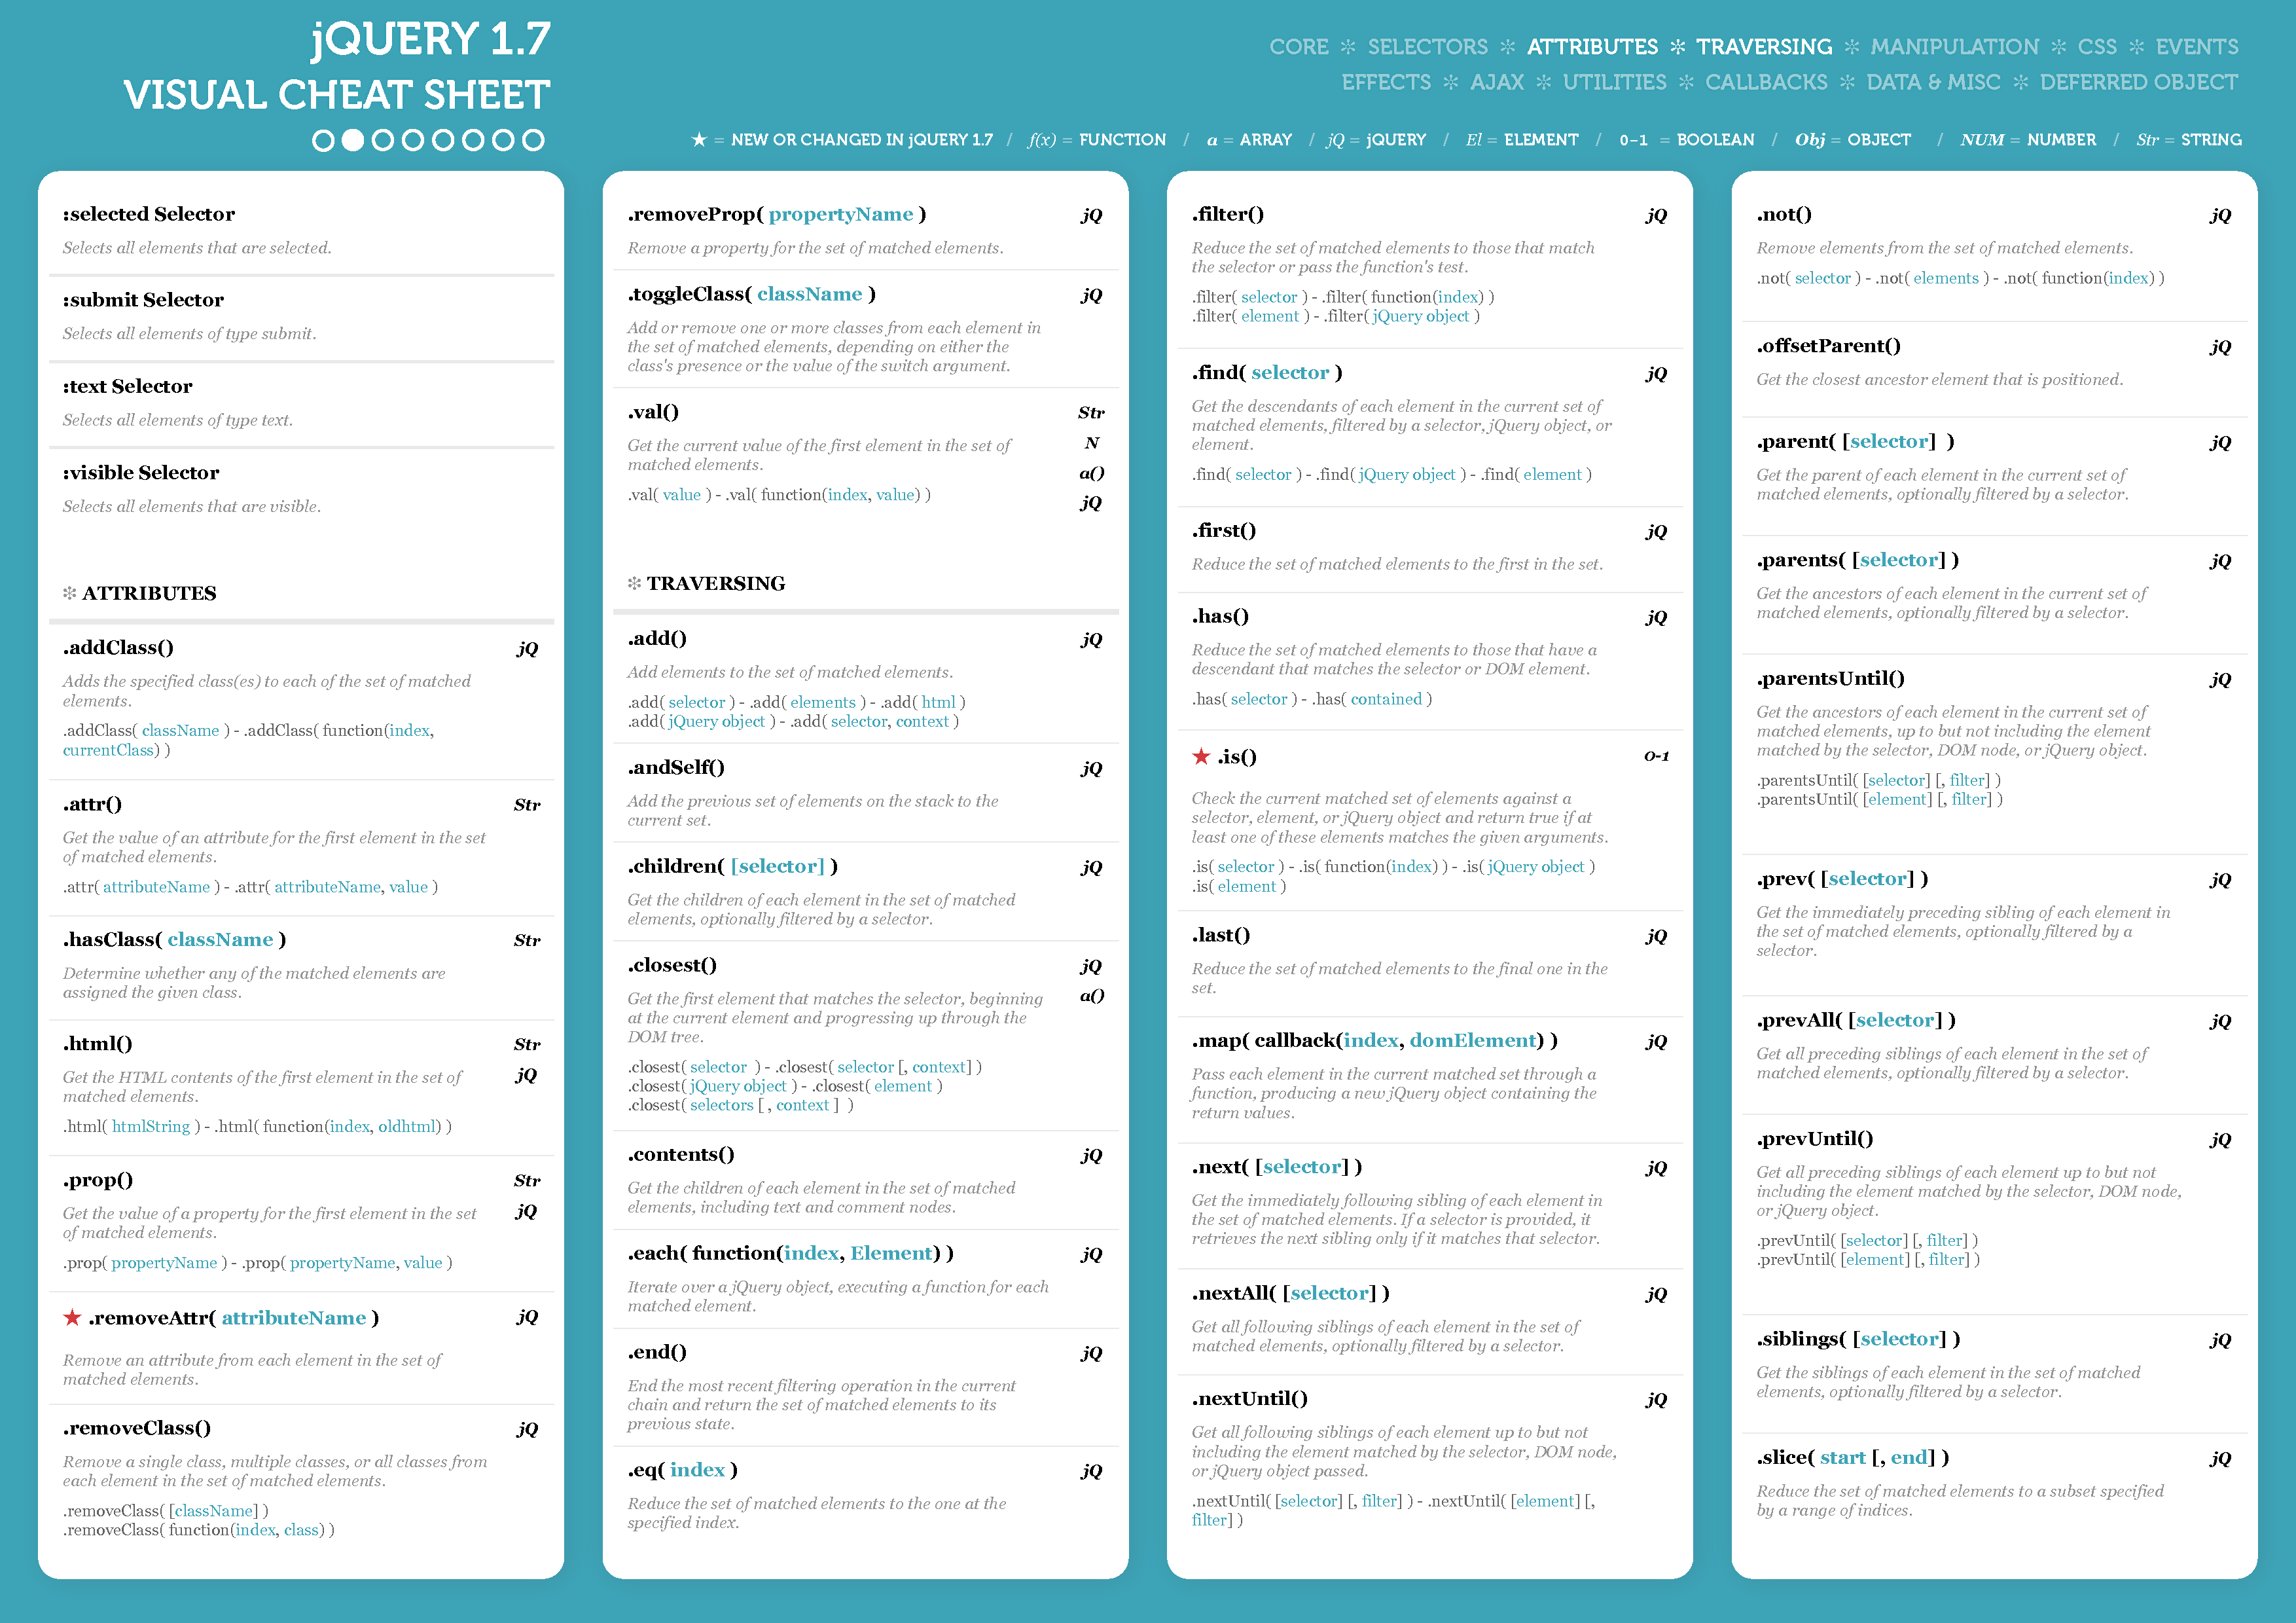 jQUERY 1.7
VISUAL CHEAT SHEET
CORE ✻ SELECTORS ✻ ATTRIBUTES ✻ TRAVERSING ✻ MANIPULATION ✻ CSS ✻ EVENTS
EFFECTS ✻ AJAX ✻ UTILITIES ✻ CALLBACKS ✻ DATA & MISC ✻ DEFERRED OBJECT
★ = NEW OR CHANGED IN jQUERY 1.7 / f(x) = FUNCTION / a = ARRAY / jQ = jQUERY / El = ELEMENT / 0-1 = BOOLEAN / Obj = OBJECT / NUM = NUMBER / Str = STRING
:selected Selector
Selects all elements that are selected.
:submit Selector
Selects all elements of type submit.
:text Selector
Selects all elements of type text.
:visible Selector
Selects all elements that are visible.
✻ ATTRIBUTES
.addClass() jQ
Adds the specified class(es) to each of the set of matched
elements.
.addClass( className ) - .addClass( function(index,
currentClass) )
.attr() Str
Get the value of an attribute for the first element in the set
of matched elements.
.attr( attributeName ) - .attr( attributeName, value )
.hasClass( className ) Str
Determine whether any of the matched elements are
assigned the given class.
.html() Str
Get the HTML contents of the first element in the set of jQ
matched elements.
.html( htmlString ) - .html( function(index, oldhtml) )
.prop() Str
Get the value of a property for the first element in the set jQ
of matched elements.
.prop( propertyName ) - .prop( propertyName, value )
★ .removeAttr( attributeName ) jQ
Remove an attribute from each element in the set of
matched elements.
.removeClass() jQ
Remove a single class, multiple classes, or all classes from
each element in the set of matched elements.
.removeClass( [className] )
.removeClass( function(index, class) )
.removeProp( propertyName ) jQ
Remove a property for the set of matched elements.
.toggleClass( className ) jQ
Add or remove one or more classes from each element in
the set of matched elements, depending on either the
class's presence or the value of the switch argument.
.val() Str
Get the current value of the first element in the set of N
matched elements. a()
.val( value ) - .val( function(index, value) ) jQ
✻ TRAVERSING
.add() jQ
Add elements to the set of matched elements.
.add( selector ) - .add( elements ) - .add( html )
.add( jQuery object ) - .add( selector, context )
.andSelf() jQ
Add the previous set of elements on the stack to the
current set.
.children( [selector] ) jQ
Get the children of each element in the set of matched
elements, optionally filtered by a selector.
.closest() jQ
Get the first element that matches the selector, beginning a()
at the current element and progressing up through the
DOM tree.
.closest( selector ) - .closest( selector [, context] )
.closest( jQuery object ) - .closest( element )
.closest( selectors [ , context ] )
.contents() jQ
Get the children of each element in the set of matched
elements, including text and comment nodes.
.each( function(index, Element) ) jQ
Iterate over a jQuery object, executing a function for each
matched element.
.end() jQ
End the most recent filtering operation in the current
chain and return the set of matched elements to its
previous state.
.eq( index ) jQ
Reduce the set of matched elements to the one at the
specified index.
.filter() jQ
Reduce the set of matched elements to those that match
the selector or pass the function's test.
.filter( selector ) - .filter( function(index) )
.filter( element ) - .filter( jQuery object )
.find( selector ) jQ
Get the descendants of each element in the current set of
matched elements, filtered by a selector, jQuery object, or
element.
.find( selector ) - .find( jQuery object ) - .find( element )
.first() jQ
Reduce the set of matched elements to the first in the set.
.has() jQ
Reduce the set of matched elements to those that have a
descendant that matches the selector or DOM element.
.has( selector ) - .has( contained )
★ .is() 0-1
Check the current matched set of elements against a
selector, element, or jQuery object and return true if at
least one of these elements matches the given arguments.
.is( selector ) - .is( function(index) ) - .is( jQuery object )
.is( element )
.last() jQ
Reduce the set of matched elements to the final one in the
set.
.map( callback(index, domElement) ) jQ
Pass each element in the current matched set through a
function, producing a new jQuery object containing the
return values.
.next( [selector] ) jQ
Get the immediately following sibling of each element in
the set of matched elements. If a selector is provided, it
retrieves the next sibling only if it matches that selector.
.nextAll( [selector] ) jQ
Get all following siblings of each element in the set of
matched elements, optionally filtered by a selector.
.nextUntil() jQ
Get all following siblings of each element up to but not
including the element matched by the selector, DOM node,
or jQuery object passed.
.nextUntil( [selector] [, filter] ) - .nextUntil( [element] [,
filter] )
.not() jQ
Remove elements from the set of matched elements.
.not( selector ) - .not( elements ) - .not( function(index) )
.offsetParent() jQ
Get the closest ancestor element that is positioned.
.parent( [selector] ) jQ
Get the parent of each element in the current set of
matched elements, optionally filtered by a selector.
.parents( [selector] ) jQ
Get the ancestors of each element in the current set of
matched elements, optionally filtered by a selector.
.parentsUntil() jQ
Get the ancestors of each element in the current set of
matched elements, up to but not including the element
matched by the selector, DOM node, or jQuery object.
.parentsUntil( [selector] [, filter] )
.parentsUntil( [element] [, filter] )
.prev( [selector] ) jQ
Get the immediately preceding sibling of each element in
the set of matched elements, optionally filtered by a
selector.
.prevAll( [selector] ) jQ
Get all preceding siblings of each element in the set of
matched elements, optionally filtered by a selector.
.prevUntil() jQ
Get all preceding siblings of each element up to but not
including the element matched by the selector, DOM node,
or jQuery object.
.prevUntil( [selector] [, filter] )
.prevUntil( [element] [, filter] )
.siblings( [selector] ) jQ
Get the siblings of each element in the set of matched
elements, optionally filtered by a selector.
.slice( start [, end] ) jQ
Reduce the set of matched elements to a subset specified
by a range of indices.